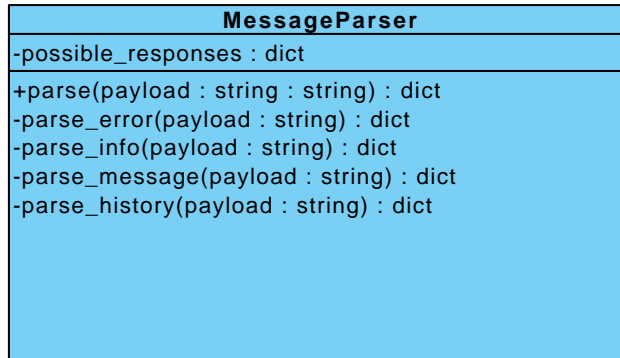 MessageParser
-possible_responses : dict
+parse(payload : string : string) : dict
-parse_error(payload : string) : dict
-parse_info(payload : string) : dict
-parse_message(payload : string) : dict
-parse_history(payload : string) : dict